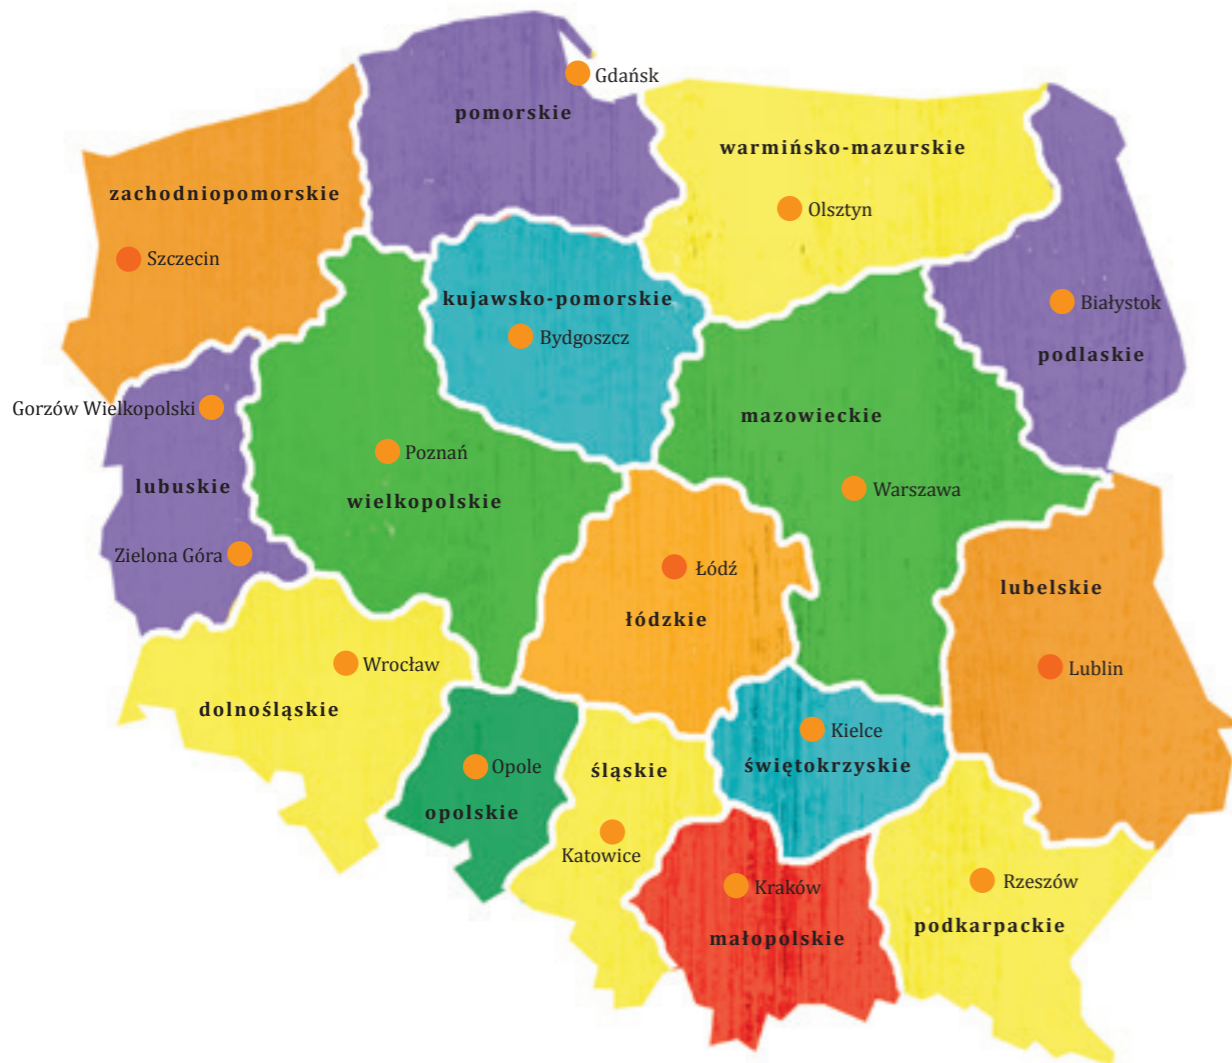 Gdańsk
pomorskie
warmińsko-mazurskie
zachodniopomorskie
Olsztyn
Szczecin
kujawsko-pomorskie
Białystok
Bydgoszcz
podlaskie
Gorzów Wielkopolski
mazowieckie
Poznań
lubuskie
wielkopolskie
Warszawa
Zielona Góra
Łódź
lubelskie
łódzkie
Wrocław
Lublin
dolnośląskie
Kielce
Opole
śląskie
świętokrzyskie
opolskie
Katowice
Kraków
Rzeszów
małopolskie
podkarpackie